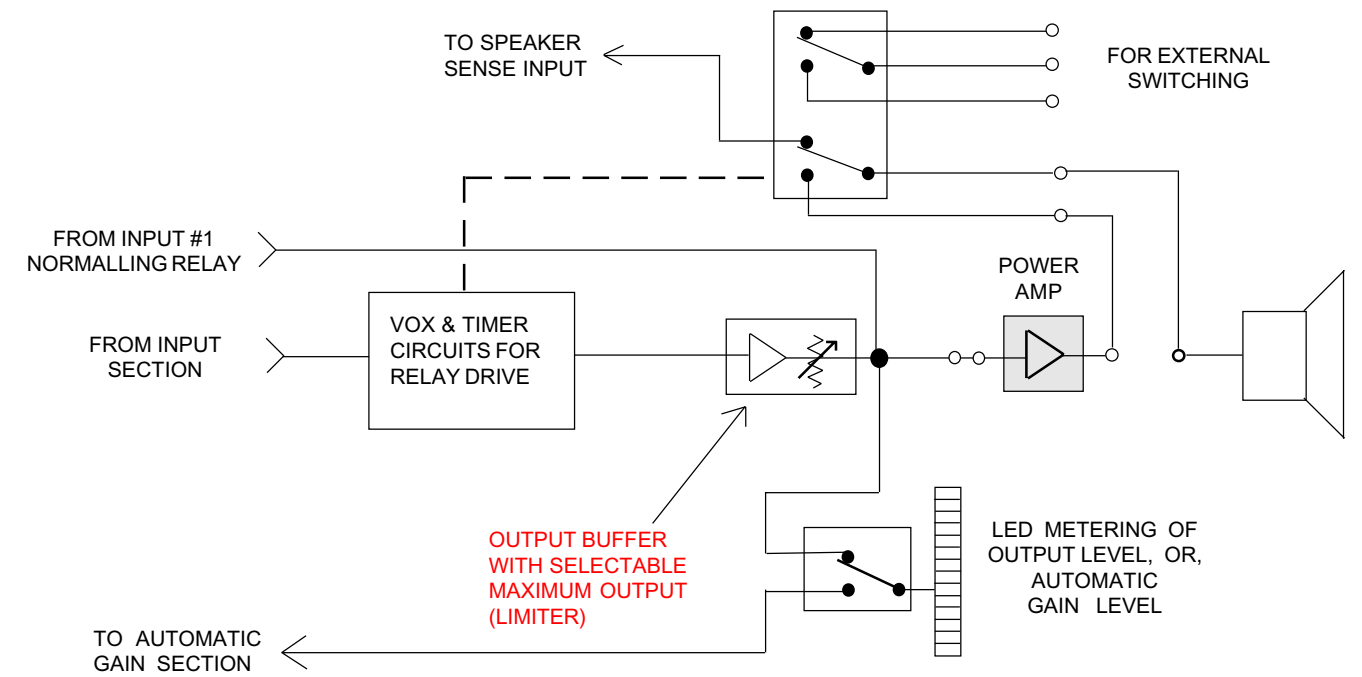 TO SPEAKER
SENSE INPUT
FOR EXTERNAL
SWITCHING
FROM INPUT #1
NORMALLING RELAY
POWER
AMP
FROM INPUT
SECTION
VOX & TIMER
CIRCUITS FOR
RELAY DRIVE
OUTPUT BUFFER
WITH SELECTABLE
MAXIMUM OUTPUT
(LIMITER)
LED METERING OF
OUTPUT LEVEL, OR,
AUTOMATIC
GAIN LEVEL
TO AUTOMATIC
GAIN SECTION